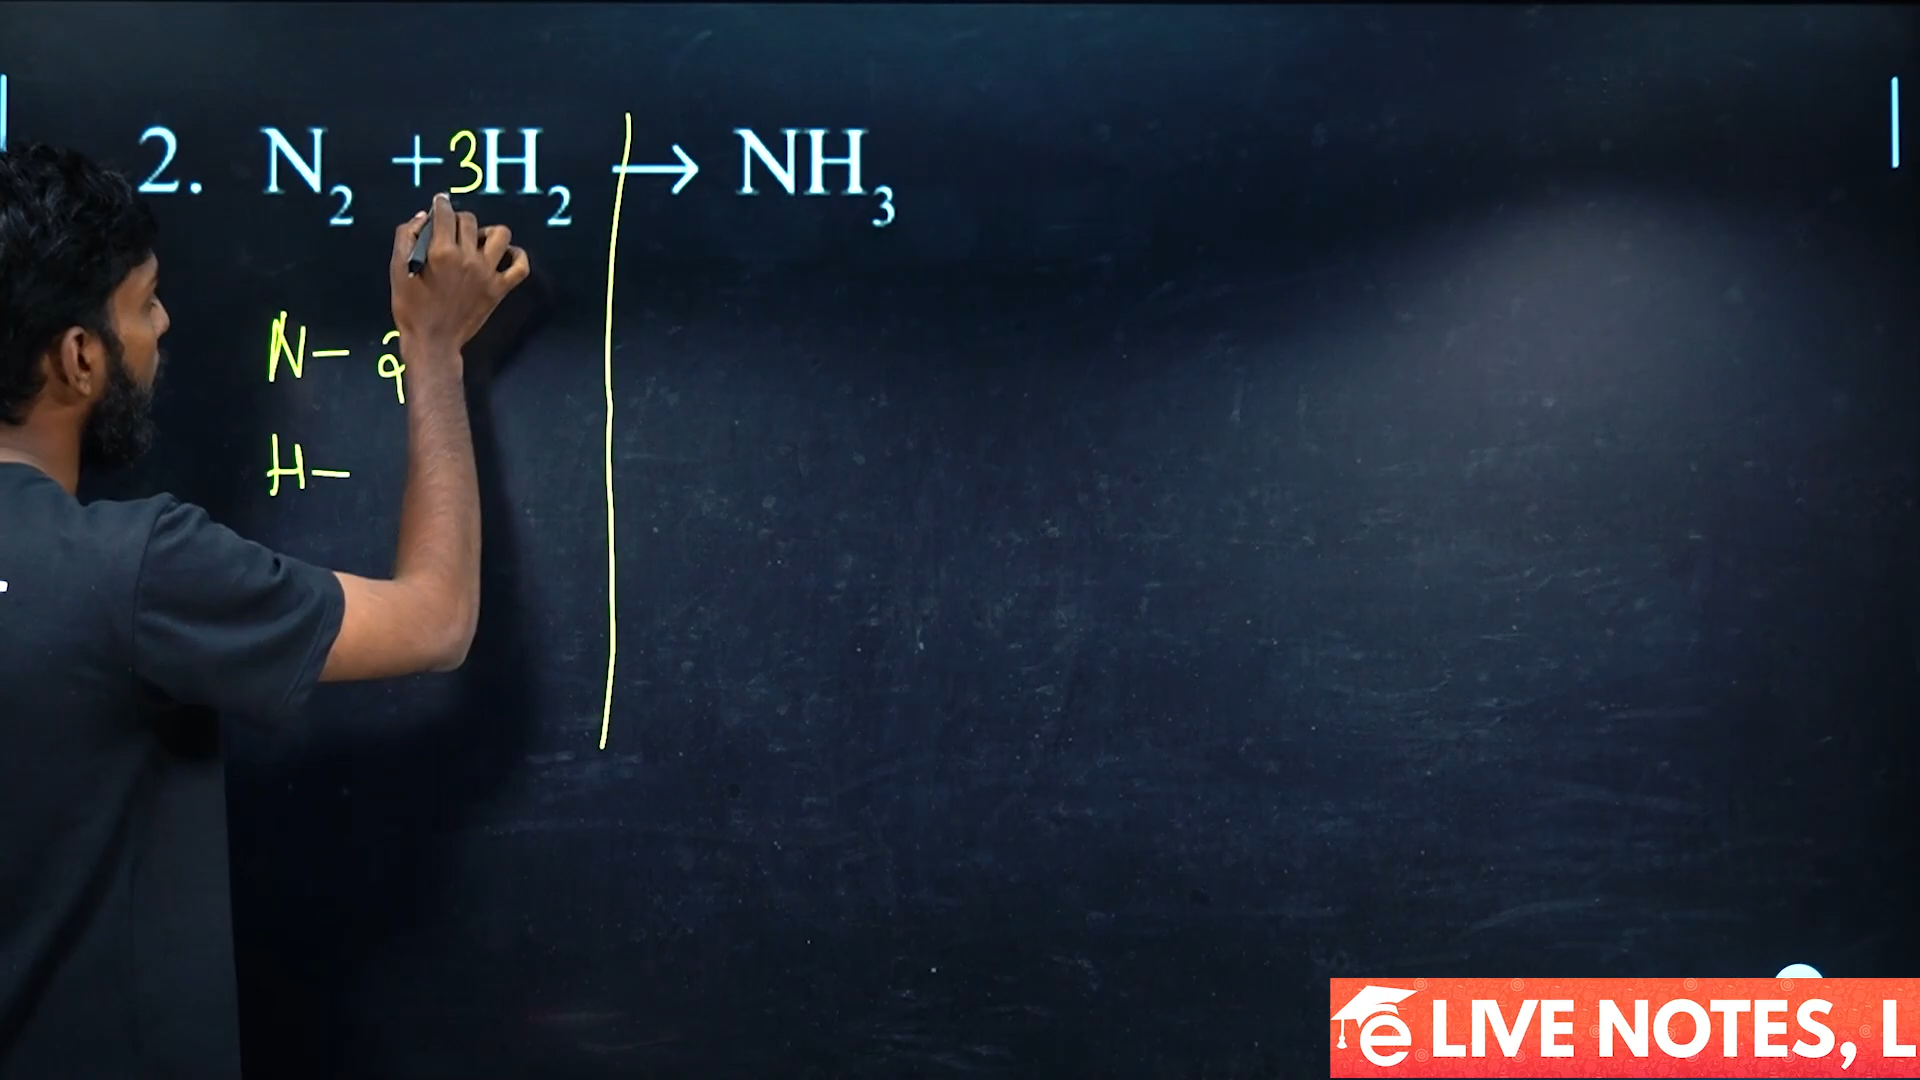 2. N₂ +3H₂ → NH₃
N-
H-
LIVE NOTES, L